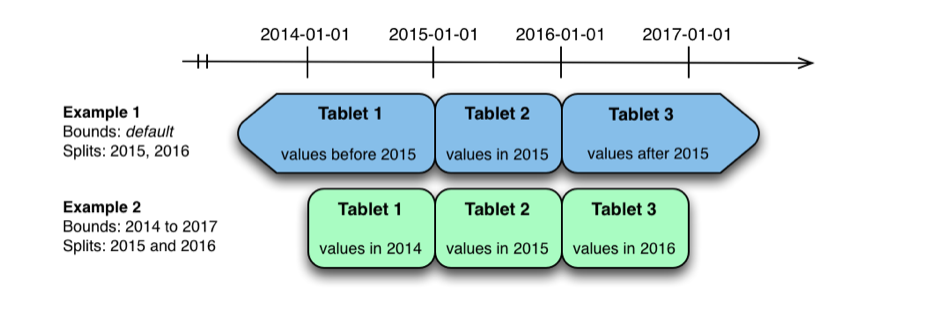 2014-01-01 2015-01-01 2016-01-01 2017-01-01
Example 1
Bounds: default
Splits: 2015, 2016
Tablet 1 Tablet 2 Tablet 3
values before 2015 values in 2015 values after 2015
Example 2
Bounds: 2014 to 2017
Splits: 2015 and 2016
Tablet 1 Tablet 2 Tablet 3
values in 2014 values in 2015 values in 2016